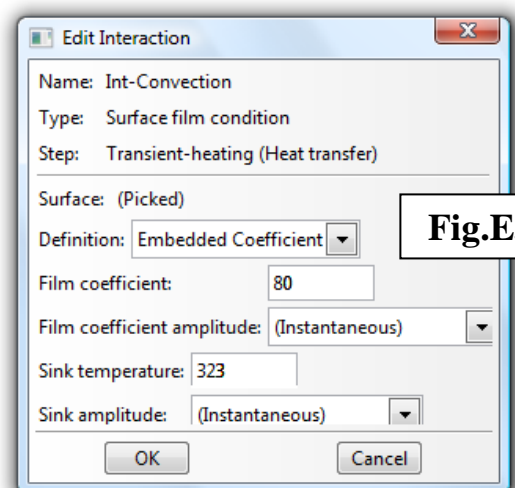 Edit Interaction
Name: Int-Convection
Type: Surface film condition
Step: Transient-heating (Heat transfer)
Surface: (Picked)
Fig.E
Definition: Embedded Coefficient
Film coefficient: 80
Film coefficient amplitude: (Instantaneous)
Sink temperature: 323
Sink amplitude: (Instantaneous)
OK Cancel